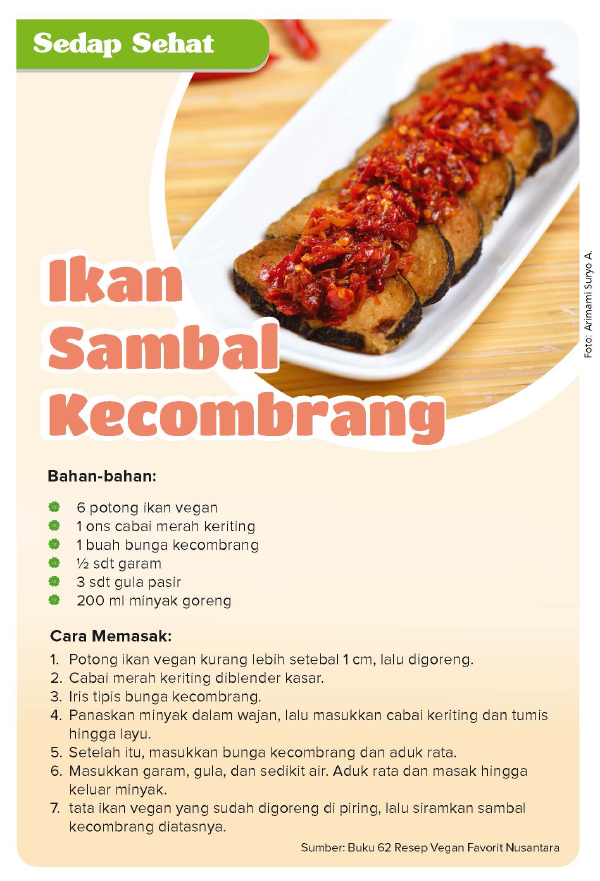 Sedap Sehat
Foto: Arimami Suryo A.
Ikan
Sambal
Kecombrang
Bahan-bahan:
6 potong ikan vegan
1 ons cabai merah keriting
1 buah bunga kecombrang
½ sdt garam
3 sdt gula pasir
200 ml minyak goreng
Cara Memasak:
1. Potong ikan vegan kurang lebih setebal 1 cm, lalu digoreng.
2. Cabai merah keriting diblender kasar.
3. Iris tipis bunga kecombrang.
4. Panaskan minyak dalam wajan, lalu masukkan cabai keriting dan tumis
hingga layu.
5. Setelah itu, masukkan bunga kecombrang dan aduk rata.
6. Masukkan garam, gula, dan sedikit air. Aduk rata dan masak hingga
keluar minyak.
7. tata ikan vegan yang sudah digoreng di piring, lalu siramkan sambal
kecombrang diatasnya.
Sumber: Buku 62 Resep Vegan Favorit Nusantara